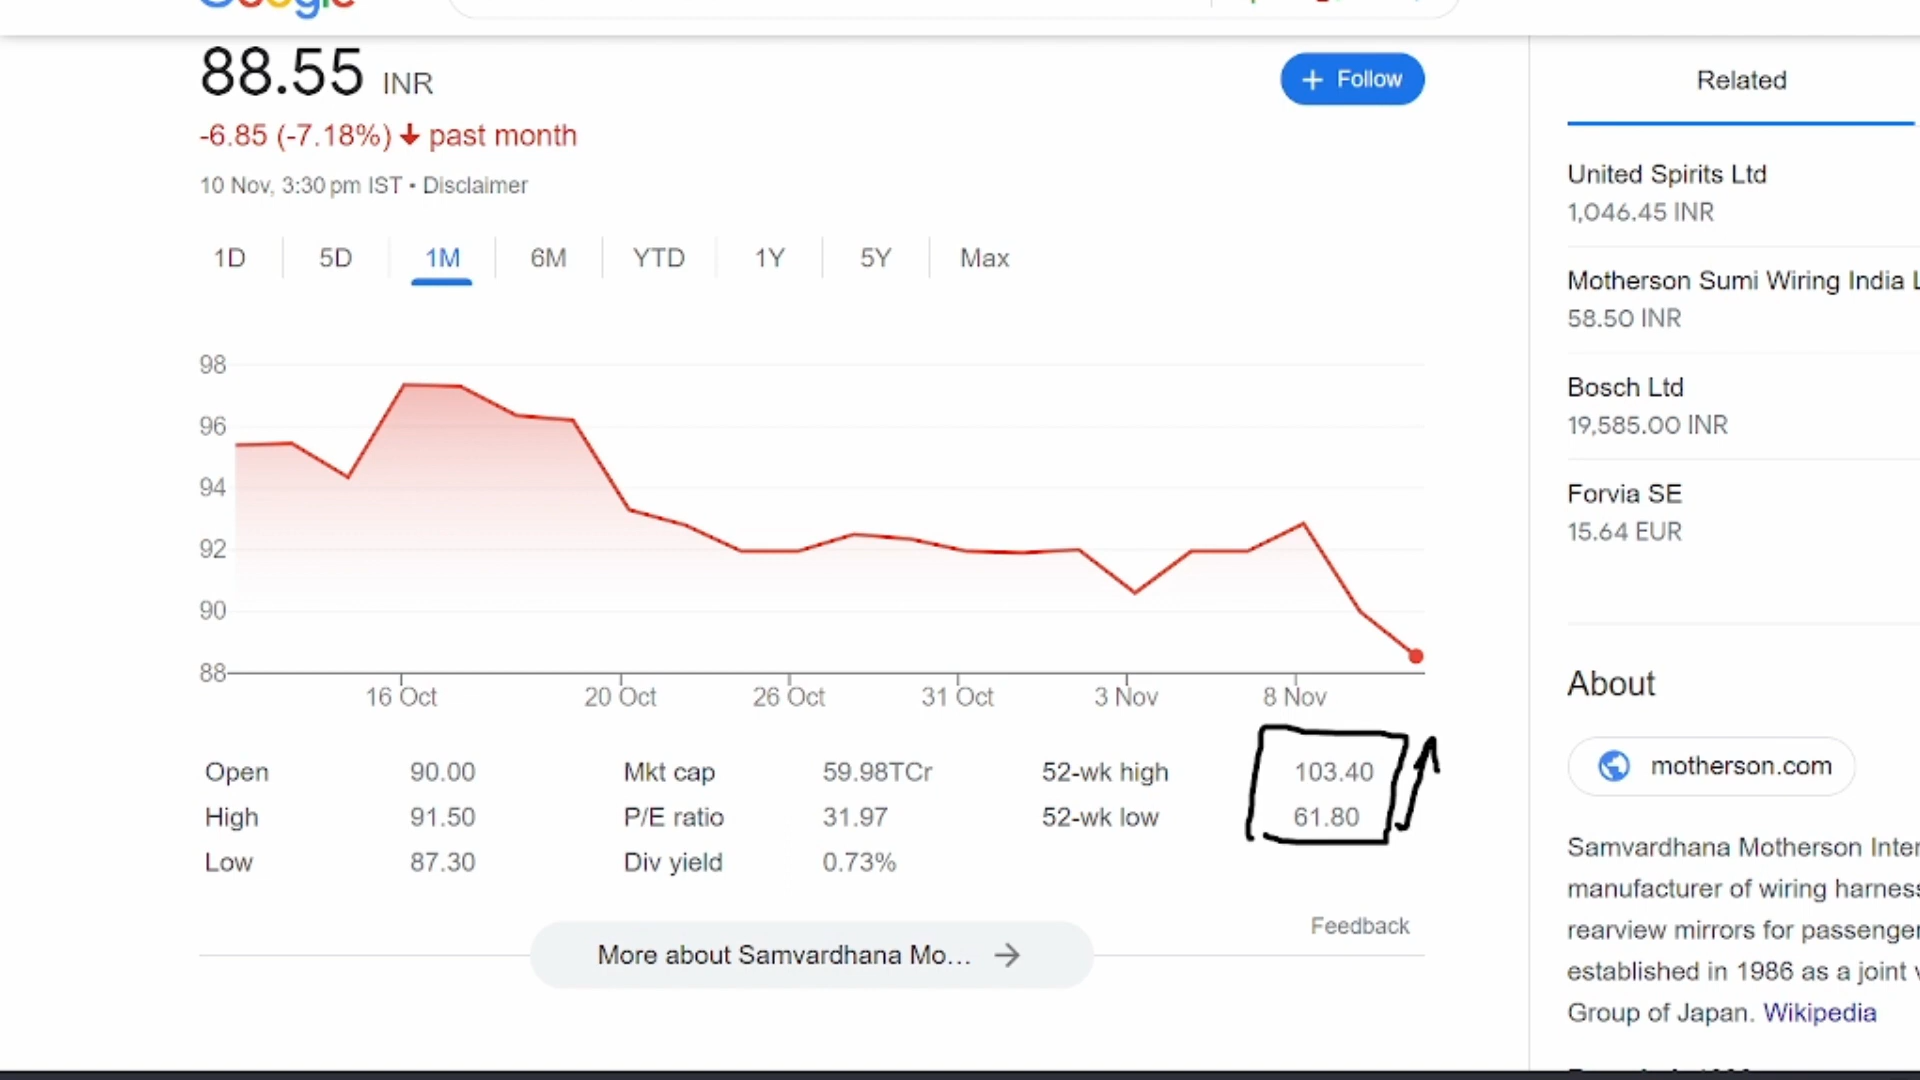 Google
88.55 INR
+ Follow
-6.85 (-7.18%) ↓ past month
10 Nov, 3:30 pm IST • Disclaimer
1D 5D 1M 6M YTD 1Y 5Y Max
98
96
94
92
90
88
16 Oct 20 Oct 26 Oct 31 Oct 3 Nov 8 Nov
Open 90.00 Mkt cap 59.98TCr 52-wk high 103.40
High 91.50 P/E ratio 31.97 52-wk low 61.80
Low 87.30 Div yield 0.73%
Feedback
More about Samvardhana Mo... →
Related
United Spirits Ltd
1,046.45 INR
Motherson Sumi Wiring India
58.50 INR
Bosch Ltd
19,585.00 INR
Forvia SE
15.64 EUR
About
motherson.com
Samvardhana Motherson Inter
manufacturer of wiring harness
rearview mirrors for passenger
established in 1986 as a joint
Group of Japan. Wikipedia